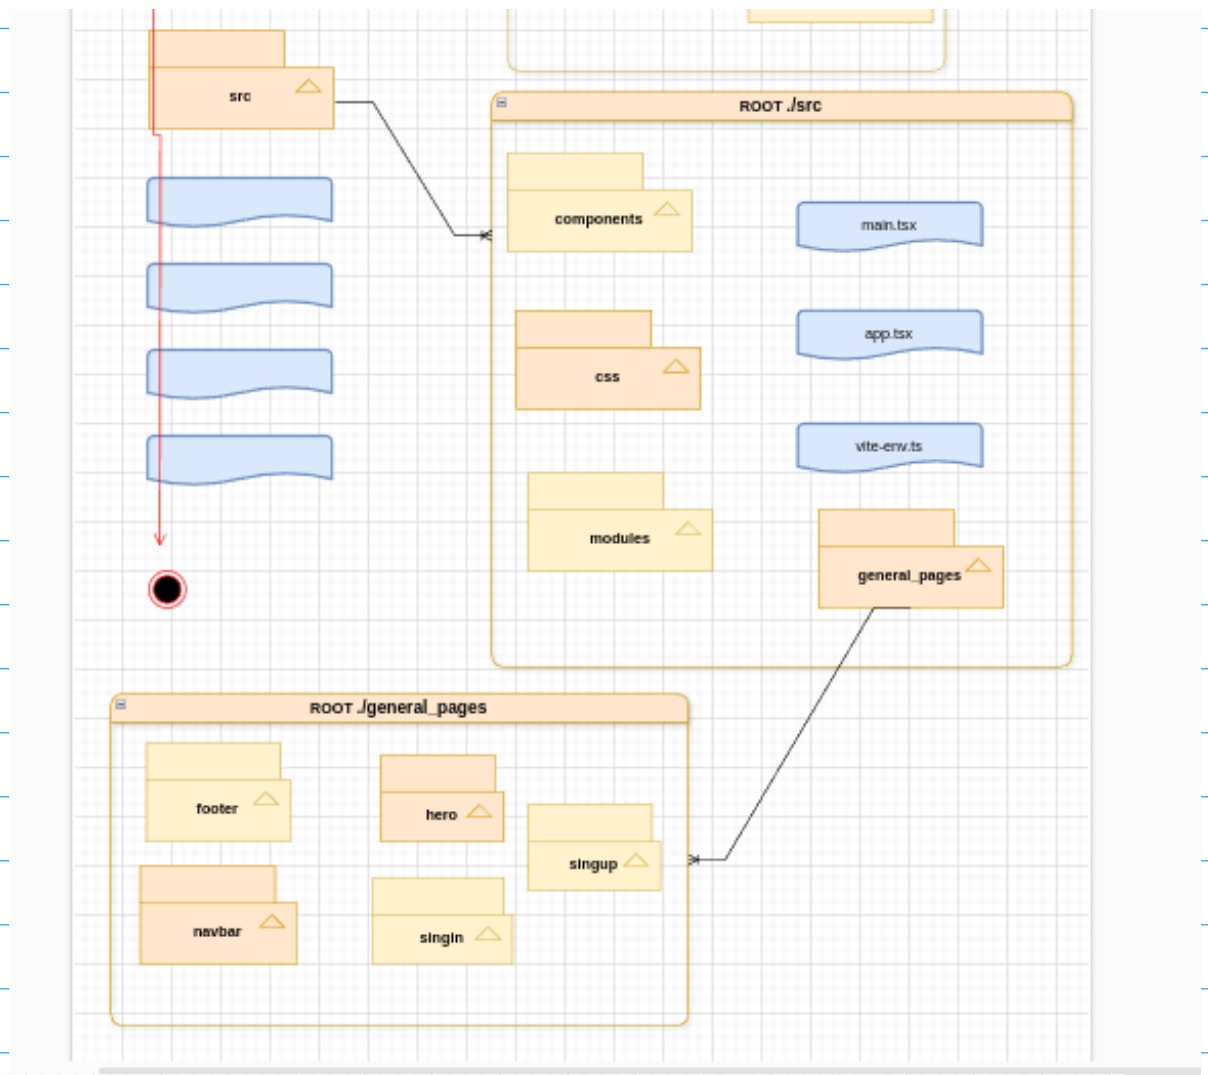 src
ROOT ./src
components
main.tsx
app.tsx
css
vite-env.ts
modules
general_pages
ROOT ./general_pages
footer
hero
singup
navbar
singin